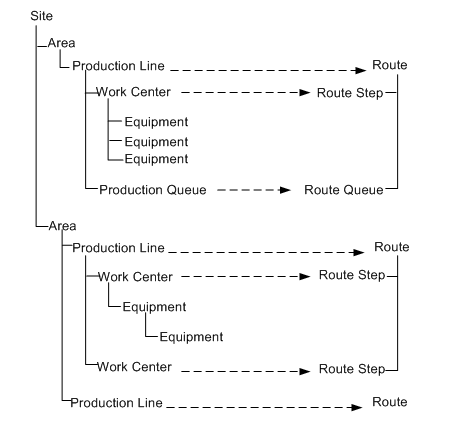 Site
Area
Production Line Route
Work Center Route Step
Equipment
Equipment
Equipment
Production Queue Route Queue
Area
Production Line Route
Work Center Route Step
Equipment
Equipment
Work Center Route Step
Production Line Route